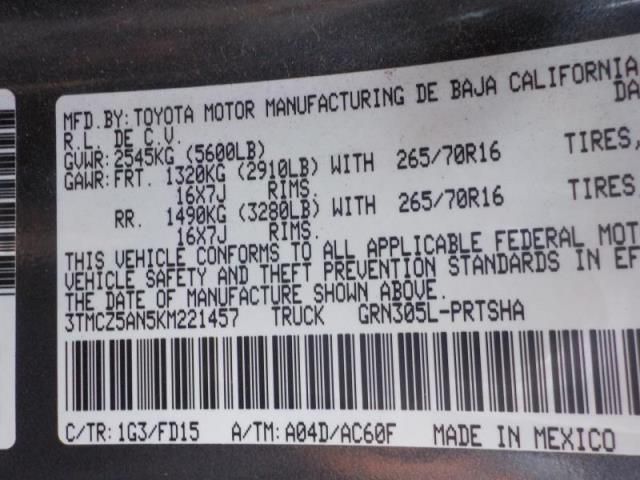 MFD.BY: TOYOTA MOTOR MANUFACTURING DE BAJA CALIFORNIA
R.L. DE C.V. DA
GVWR: 2545KG (5600LB)
GAWR: FRT. 1320KG (2910LB) WITH 265/70R16 TIRES,
16X7J RIMS.
RR. 1490KG (3280LB) WITH 265/70R16 TIRES
16X7J RIMS.
THIS VEHICLE CONFORMS TO ALL APPLICABLE FEDERAL MOT
VEHICLE SAFETY AND THEFT PREVENTION STANDARDS IN EF
THE DATE OF MANUFACTURE SHOWN ABOVE.
3TMCZ5AN5KM221457 TRUCK GRN305L-PRTSHA
C/TR: 1G3/FD15 A/TM: A04D/AC60F MADE IN MEXICO